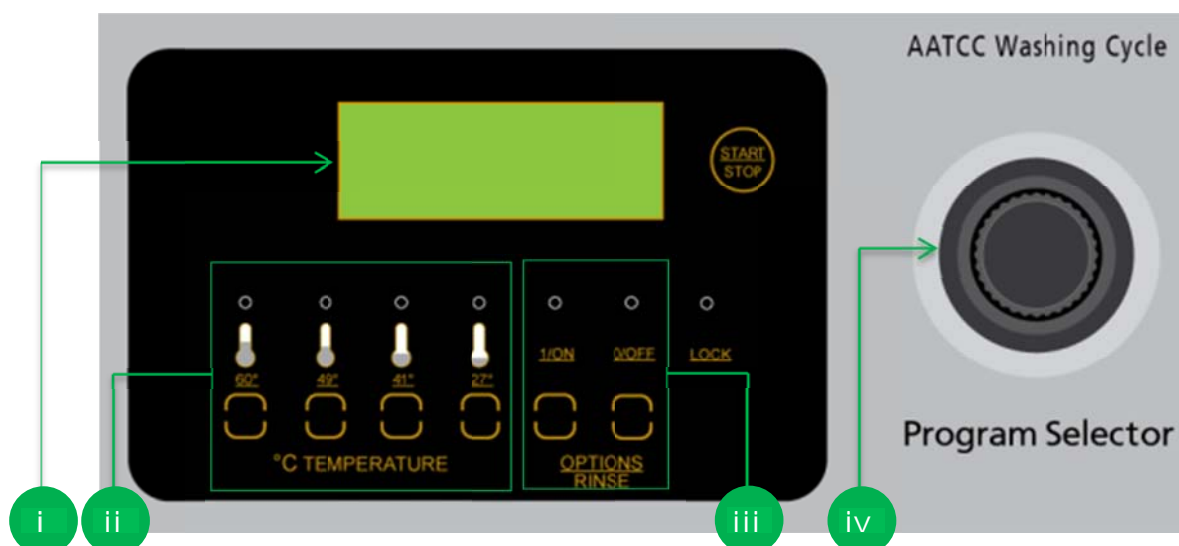 AATCC Washing Cycle
START
STOP
60° 49° 41° 27° 1/ON 0/OFF LOCK
°C TEMPERATURE
OPTIONS
RINSE
Program Selector
i ii iii iv